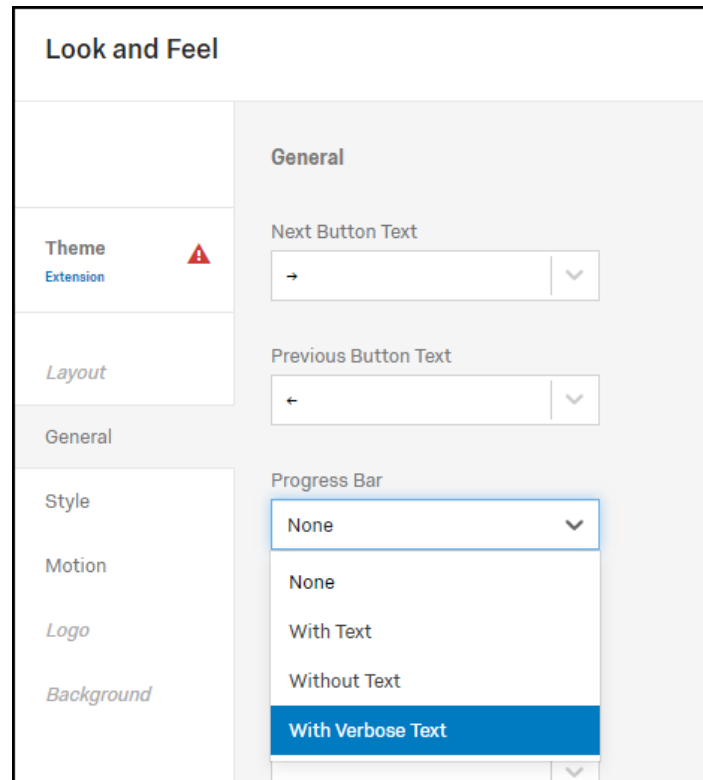 Look and Feel
General
Theme
Extension
Layout
General
Style
Motion
Logo
Background
Next Button Text
→
Previous Button Text
←
Progress Bar
None
None
With Text
Without Text
With Verbose Text